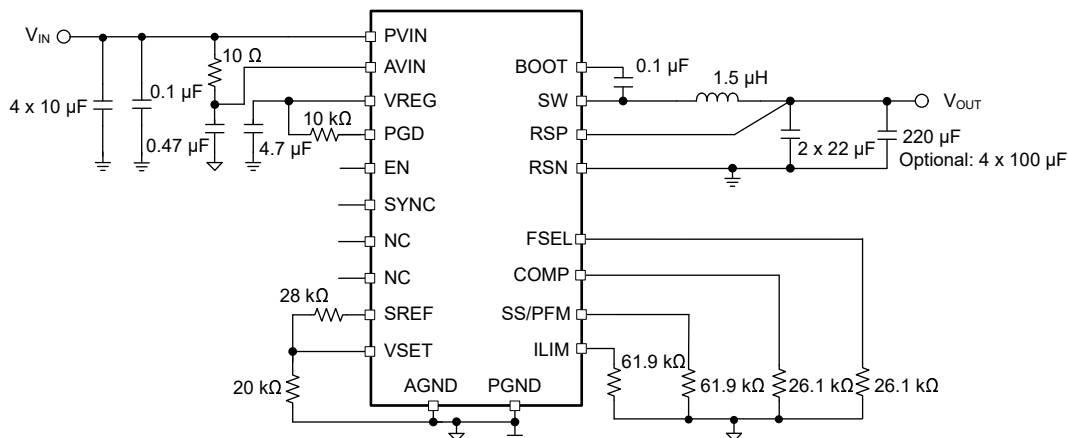 VIN
4 x 10 µF
0.1 µF
10 Ω
0.47 µF
4.7 µF
10 kΩ
28 kΩ
20 kΩ
PVIN
AVIN
VREG
PGD
EN
SYNC
NC
NC
SREF
VSET
AGND
PGND
BOOT
SW
RSP
RSN
FSEL
COMP
SS/PFM
ILIM
0.1 µF
1.5 µH
VOUT
2 x 22 µF
220 µF
Optional: 4 x 100 µF
61.9 kΩ
61.9 kΩ
26.1 kΩ
26.1 kΩ